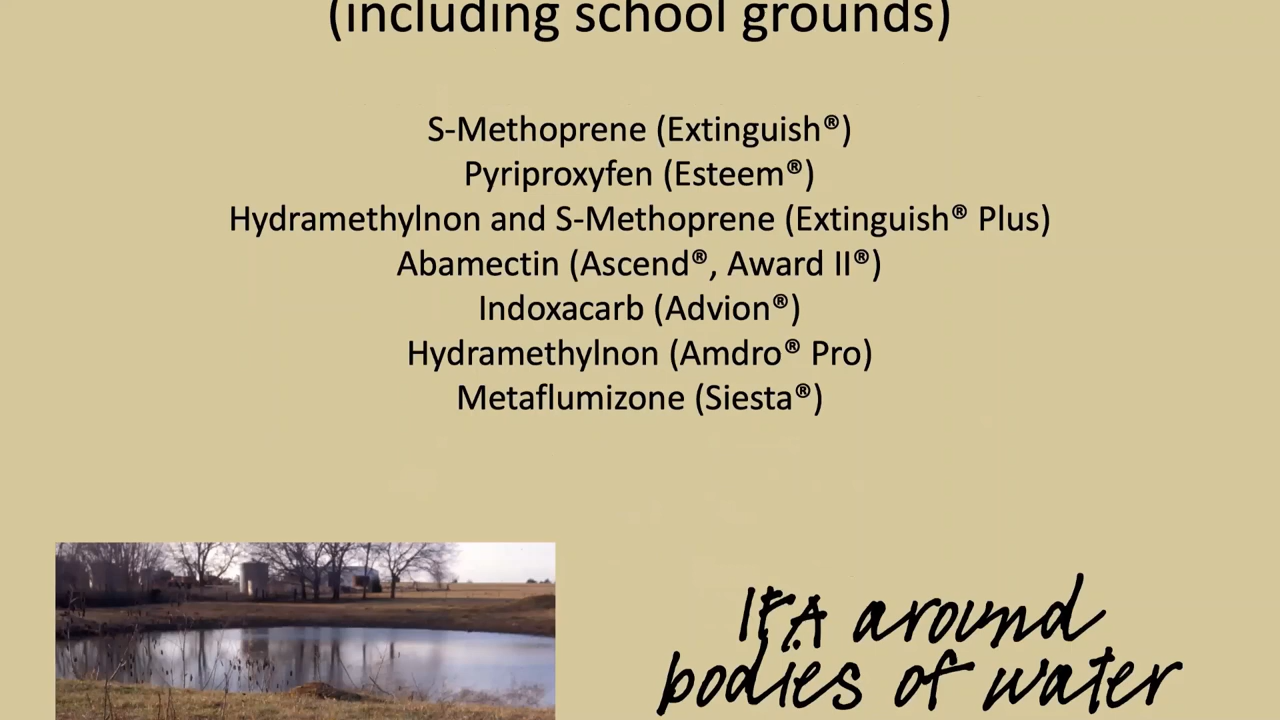 (including school grounds)
S-Methoprene (Extinguish®)
Pyriproxyfen (Esteem®)
Hydramethylnon and S-Methoprene (Extinguish® Plus)
Abamectin (Ascend®, Award II®)
Indoxacarb (Advion®)
Hydramethylnon (Amdro® Pro)
Metaflumizone (Siesta®)
IFA around
bodies of water